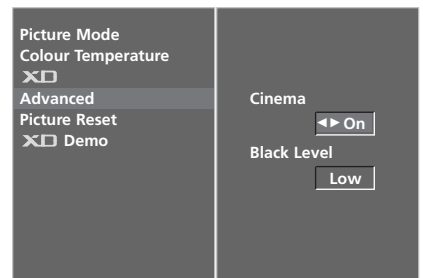 Picture Mode
Colour Temperature
XD
Advanced
Picture Reset
XD Demo
Cinema
◄► On
Black Level
Low